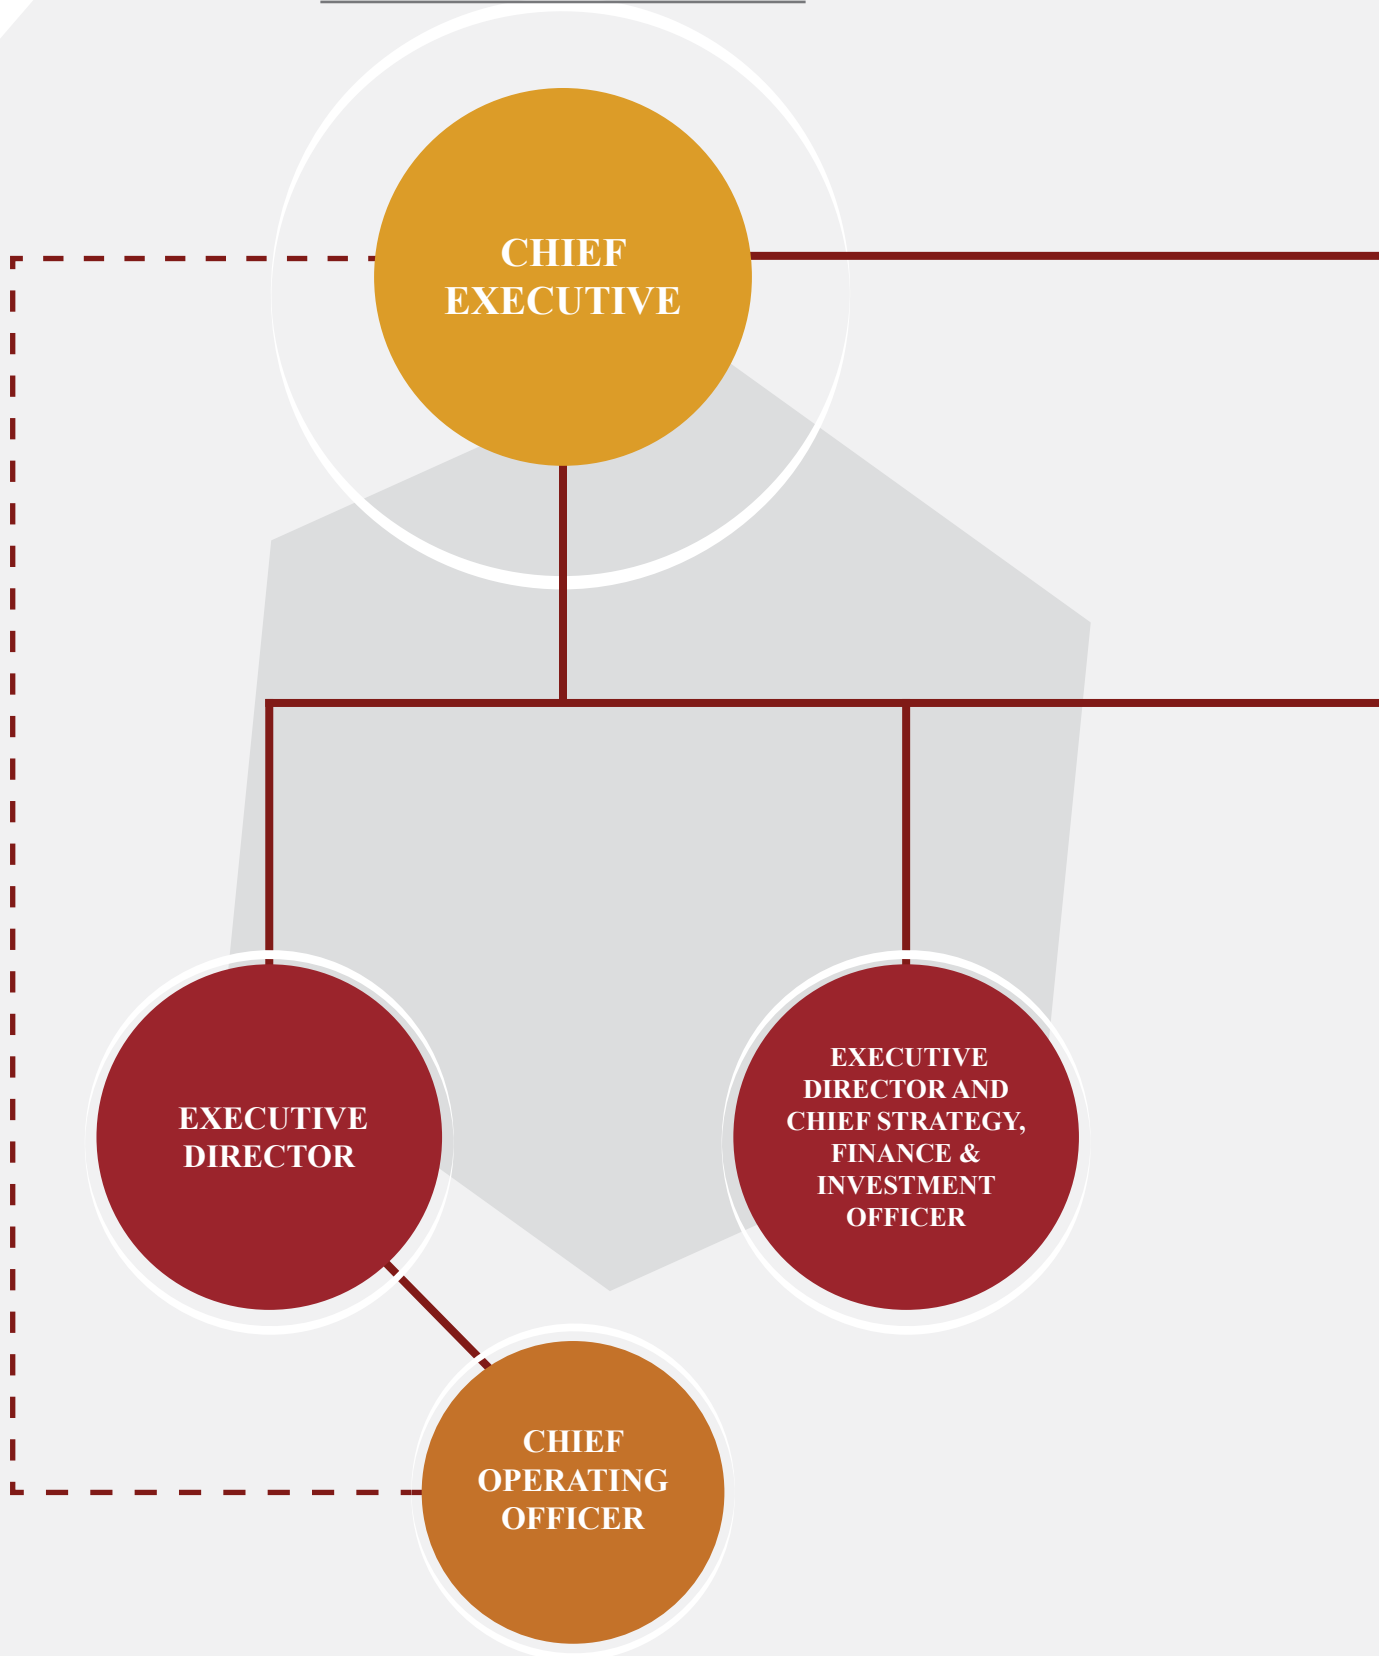 CHIEF
EXECUTIVE
EXECUTIVE
DIRECTOR
EXECUTIVE
DIRECTOR AND
CHIEF STRATEGY,
FINANCE &
INVESTMENT
OFFICER
CHIEF
OPERATING
OFFICER